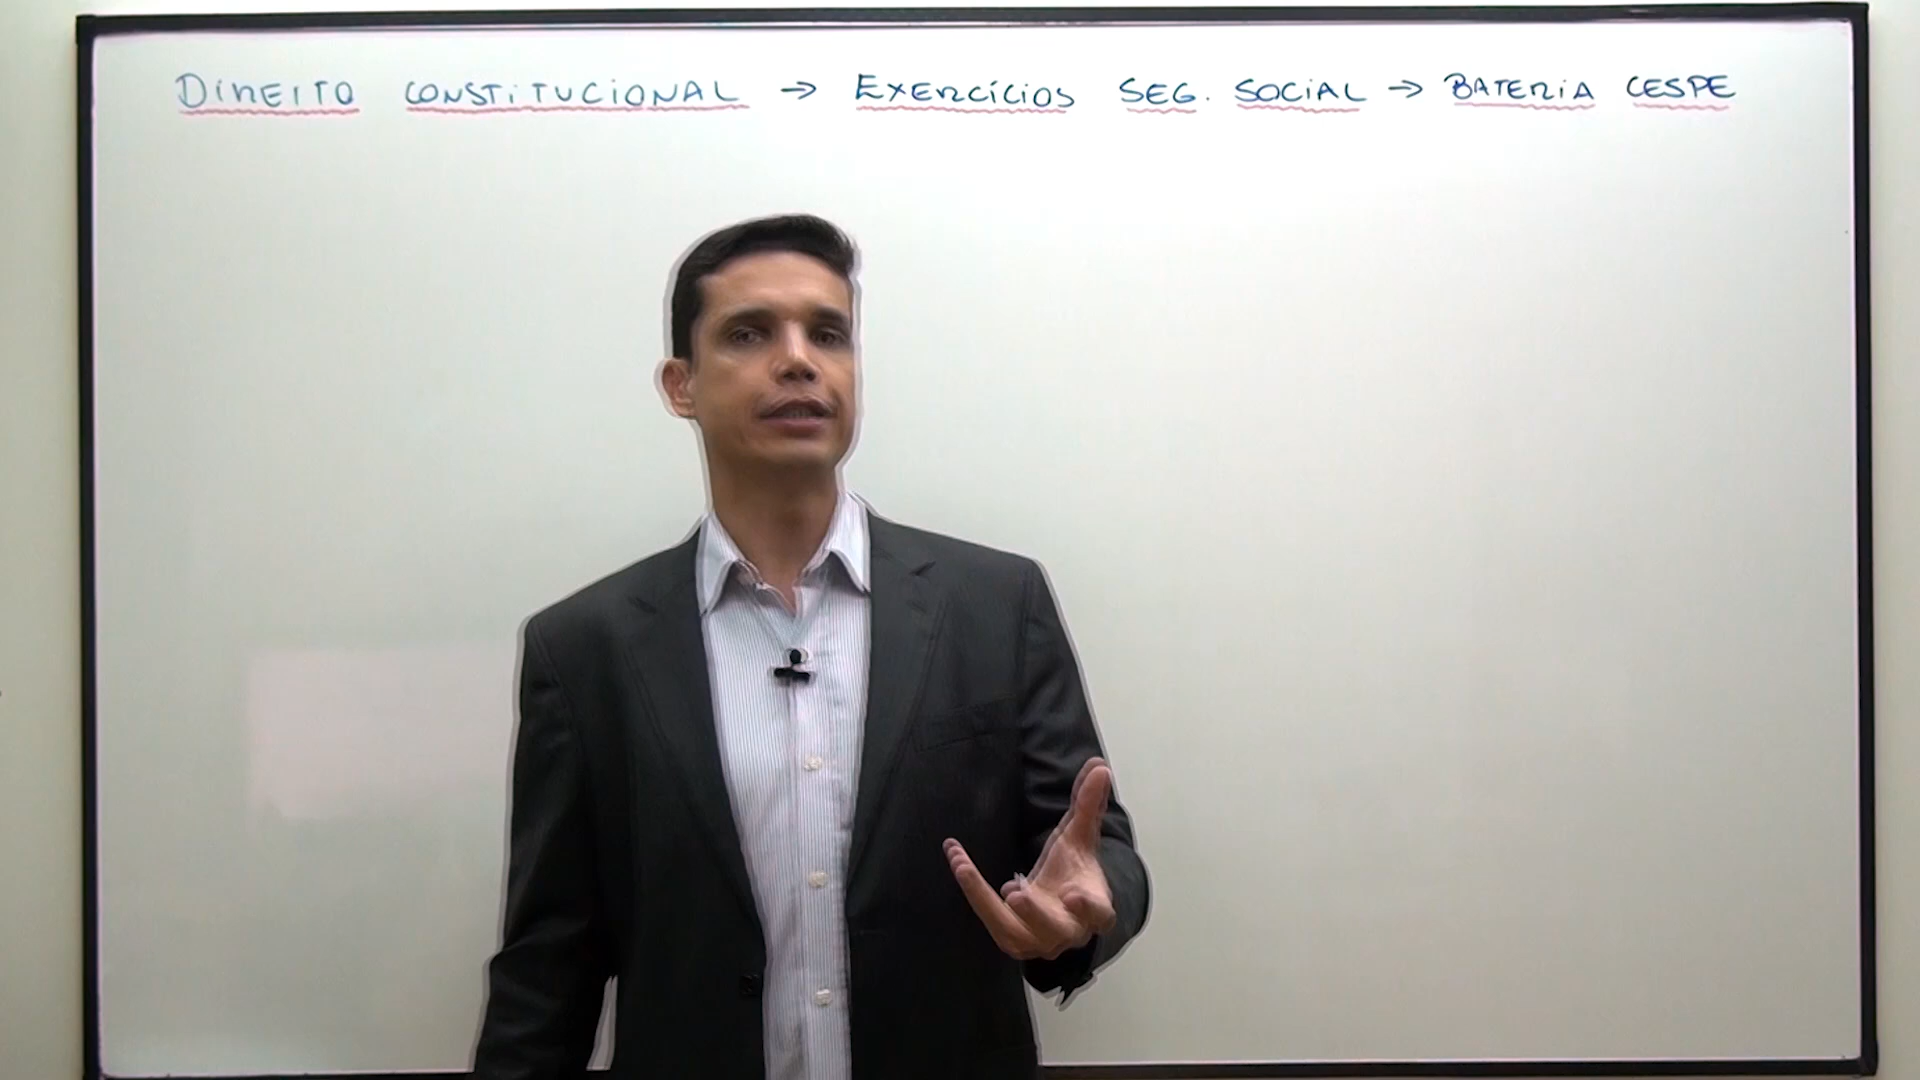 DIREITO CONSTITUCIONAL → EXERCÍCIOS SEG. SOCIAL → BATERIA CESPE